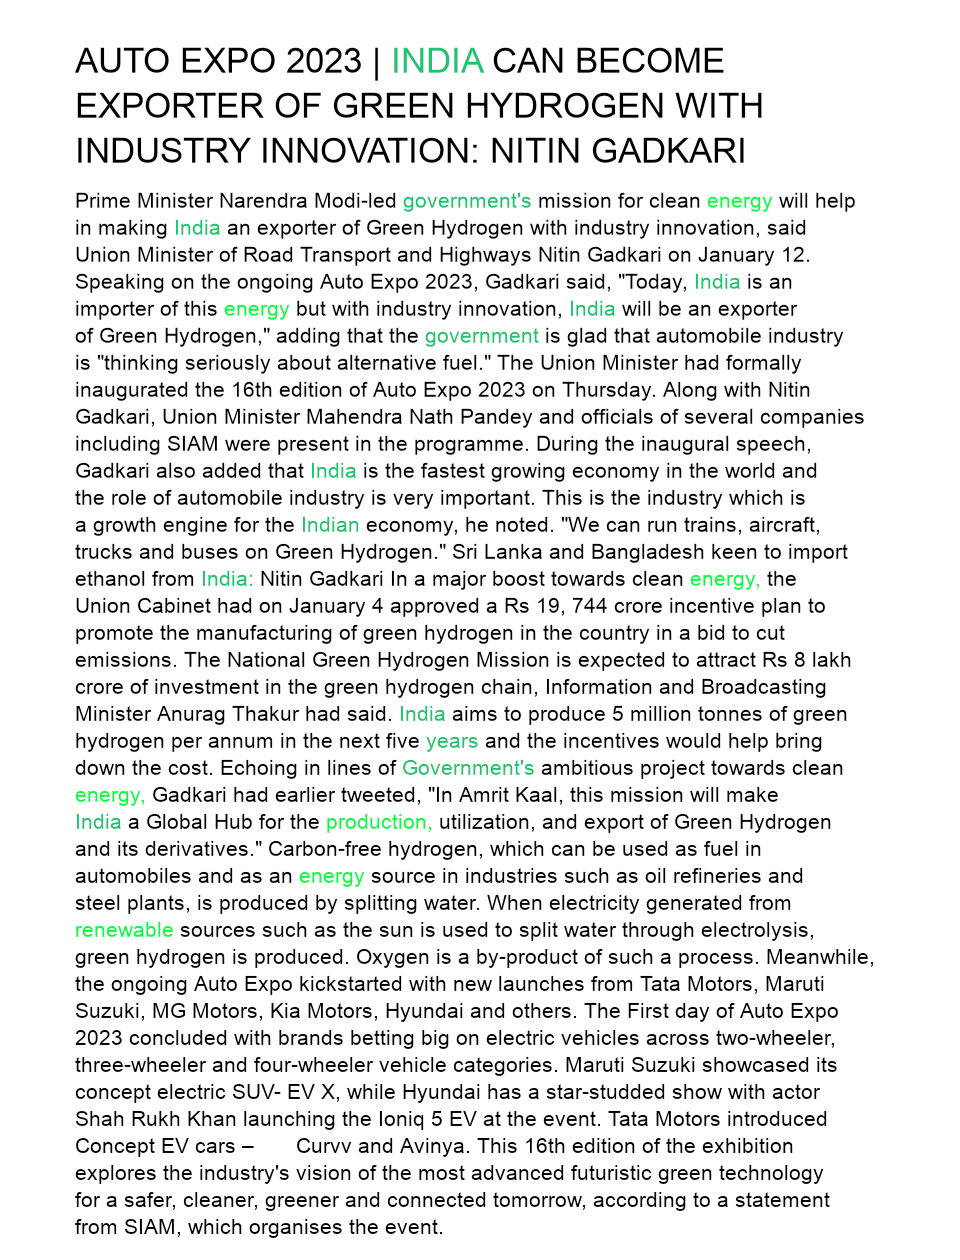 AUTO EXPO 2023 | INDIA CAN BECOME
EXPORTER OF GREEN HYDROGEN WITH
INDUSTRY INNOVATION: NITIN GADKARI
Prime Minister Narendra Modi-led government's mission for clean energy will help
in making India an exporter of Green Hydrogen with industry innovation, said
Union Minister of Road Transport and Highways Nitin Gadkari on January 12.
Speaking on the ongoing Auto Expo 2023, Gadkari said, "Today, India is an
importer of this energy but with industry innovation, India will be an exporter
of Green Hydrogen," adding that the government is glad that automobile industry
is "thinking seriously about alternative fuel." The Union Minister had formally
inaugurated the 16th edition of Auto Expo 2023 on Thursday. Along with Nitin
Gadkari, Union Minister Mahendra Nath Pandey and officials of several companies
including SIAM were present in the programme. During the inaugural speech,
Gadkari also added that India is the fastest growing economy in the world and
the role of automobile industry is very important. This is the industry which is
a growth engine for the Indian economy, he noted. "We can run trains, aircraft,
trucks and buses on Green Hydrogen." Sri Lanka and Bangladesh keen to import
ethanol from India: Nitin Gadkari In a major boost towards clean energy, the
Union Cabinet had on January 4 approved a Rs 19, 744 crore incentive plan to
promote the manufacturing of green hydrogen in the country in a bid to cut
emissions. The National Green Hydrogen Mission is expected to attract Rs 8 lakh
crore of investment in the green hydrogen chain, Information and Broadcasting
Minister Anurag Thakur had said. India aims to produce 5 million tonnes of green
hydrogen per annum in the next five years and the incentives would help bring
down the cost. Echoing in lines of Government's ambitious project towards clean
energy, Gadkari had earlier tweeted, "In Amrit Kaal, this mission will make
India a Global Hub for the production, utilization, and export of Green Hydrogen
and its derivatives." Carbon-free hydrogen, which can be used as fuel in
automobiles and as an energy source in industries such as oil refineries and
steel plants, is produced by splitting water. When electricity generated from
renewable sources such as the sun is used to split water through electrolysis,
green hydrogen is produced. Oxygen is a by-product of such a process. Meanwhile,
the ongoing Auto Expo kickstarted with new launches from Tata Motors, Maruti
Suzuki, MG Motors, Kia Motors, Hyundai and others. The First day of Auto Expo
2023 concluded with brands betting big on electric vehicles across two-wheeler,
three-wheeler and four-wheeler vehicle categories. Maruti Suzuki showcased its
concept electric SUV- EV X, while Hyundai has a star-studded show with actor
Shah Rukh Khan launching the Ioniq 5 EV at the event. Tata Motors introduced
Concept EV cars – Curvv and Avinya. This 16th edition of the exhibition
explores the industry's vision of the most advanced futuristic green technology
for a safer, cleaner, greener and connected tomorrow, according to a statement
from SIAM, which organises the event.